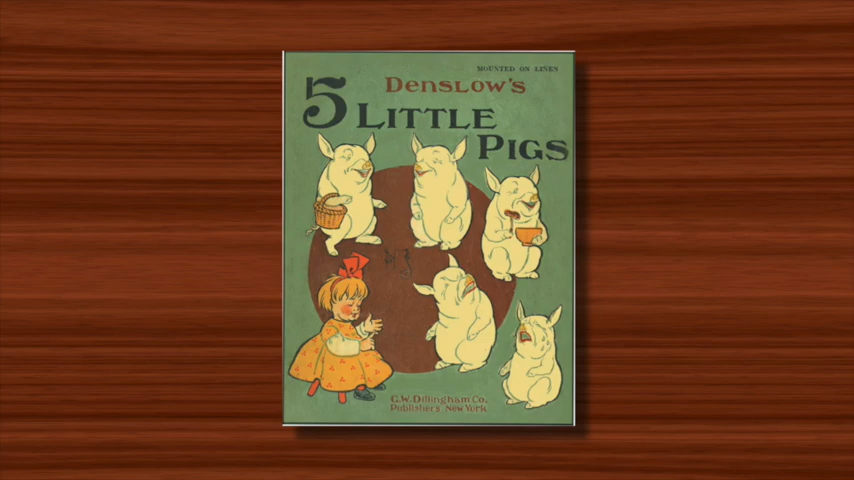 MOUNTED ON LINEN
DENSLOW'S
5 LITTLE
PIGS
G.W. Dillingham Co.
Publishers New York